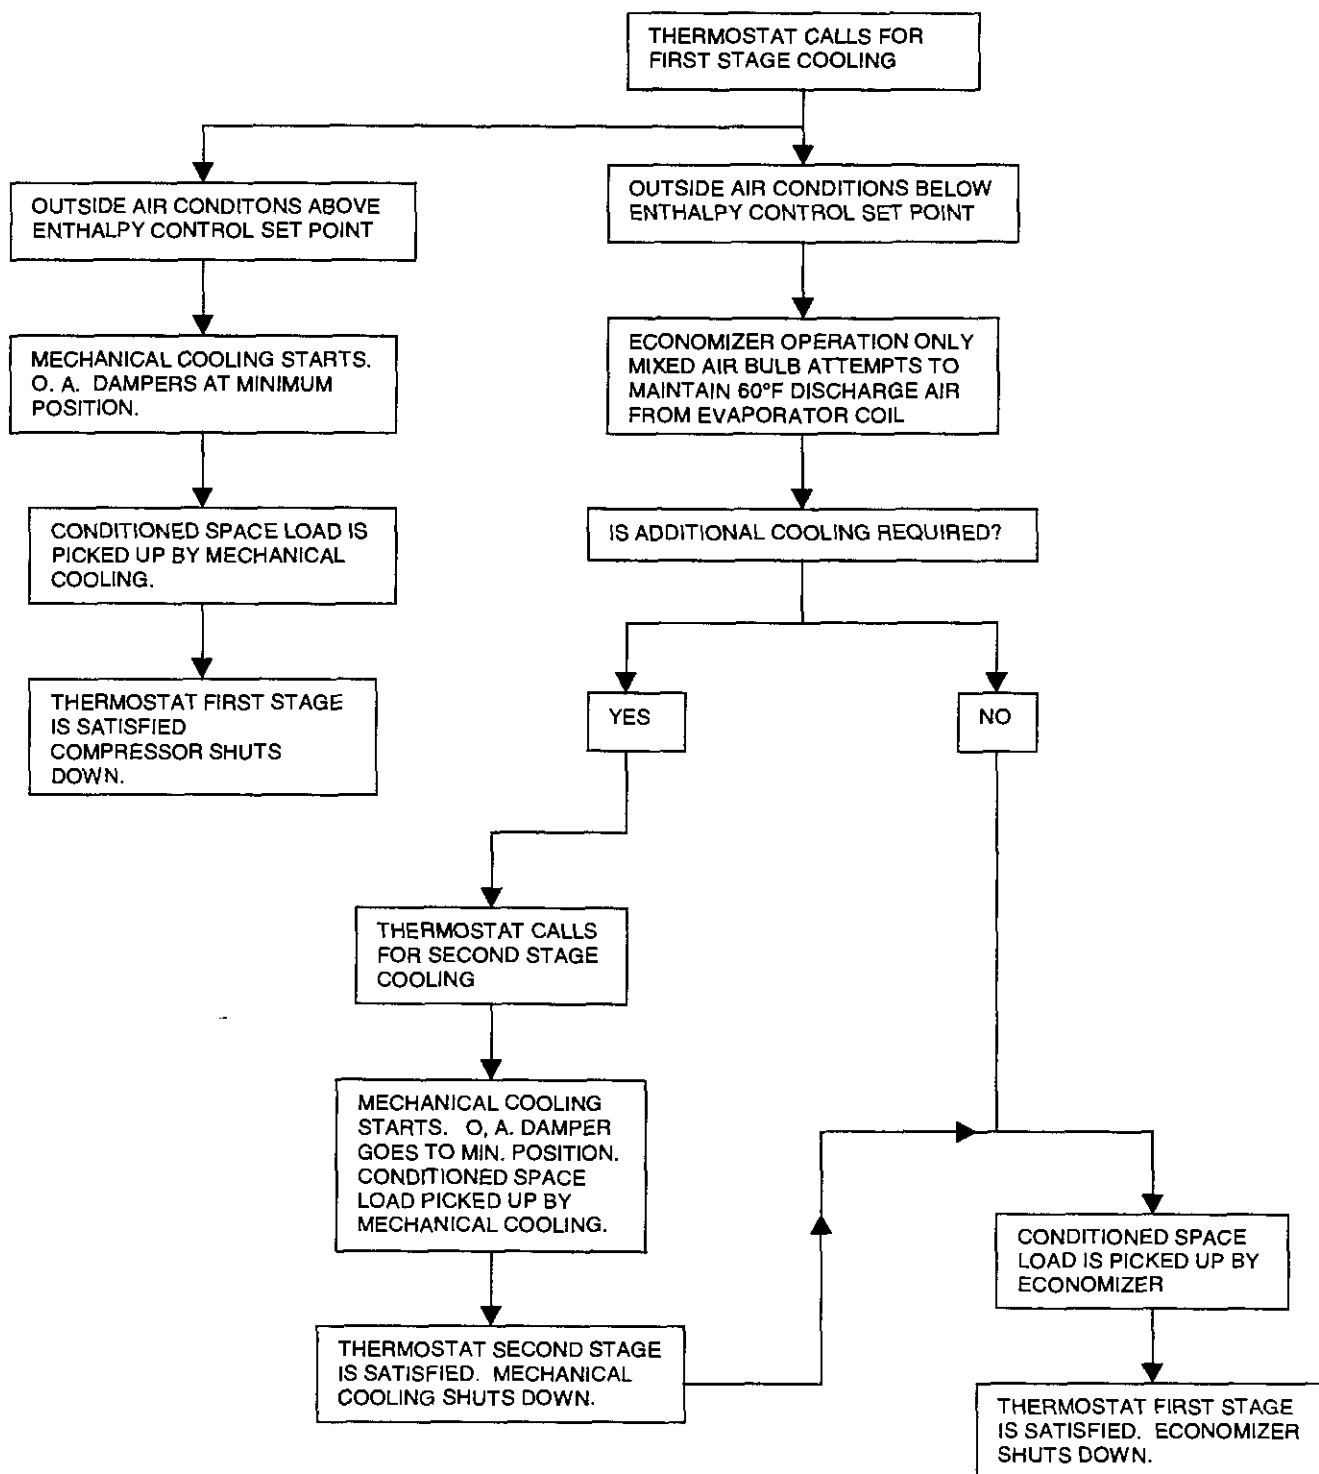 THERMOSTAT CALLS FOR
FIRST STAGE COOLING
OUTSIDE AIR CONDITONS ABOVE
ENTHALPY CONTROL SET POINT
OUTSIDE AIR CONDITIONS BELOW
ENTHALPY CONTROL SET POINT
MECHANICAL COOLING STARTS.
O. A. DAMPERS AT MINIMUM
POSITION.
ECONOMIZER OPERATION ONLY
MIXED AIR BULB ATTEMPTS TO
MAINTAIN 60°F DISCHARGE AIR
FROM EVAPORATOR COIL
CONDITIONED SPACE LOAD IS
PICKED UP BY MECHANICAL
COOLING.
IS ADDITIONAL COOLING REQUIRED?
THERMOSTAT FIRST STAGE
IS SATISFIED
COMPRESSOR SHUTS
DOWN.
YES
NO
THERMOSTAT CALLS
FOR SECOND STAGE
COOLING
MECHANICAL COOLING
STARTS. O, A. DAMPER
GOES TO MIN. POSITION.
CONDITIONED SPACE
LOAD PICKED UP BY
MECHANICAL COOLING.
CONDITIONED SPACE
LOAD IS PICKED UP BY
ECONOMIZER
THERMOSTAT SECOND STAGE
IS SATISFIED. MECHANICAL
COOLING SHUTS DOWN.
THERMOSTAT FIRST STAGE
IS SATISFIED. ECONOMIZER
SHUTS DOWN.